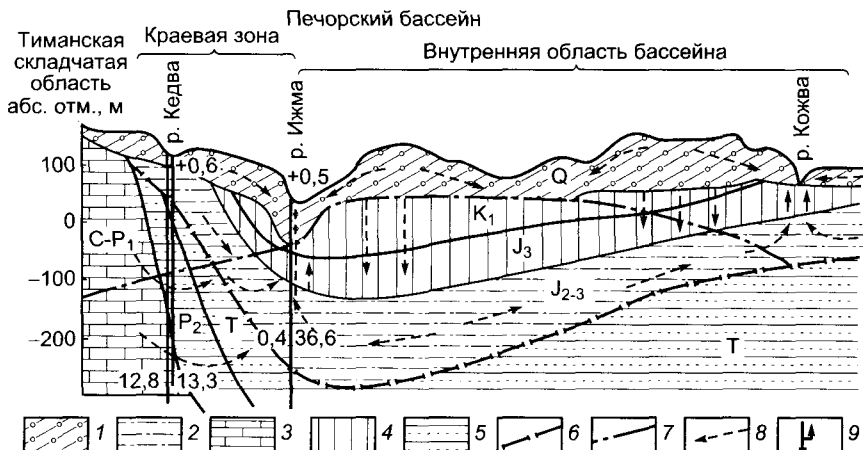 Печорский бассейн
Тиманская
складчатая
область
абс. отм., м
Краевая зона
Внутренняя область бассейна
р. Кедва
р. Ижма
р. Кожва
100
0
−100
−200
+0,6
+0,5
Q
K1
J3
J2-3
C-P1
P2 – T
T
0,4
36,6
12,8
13,3
1
2
3
4
5
6
7
8
9